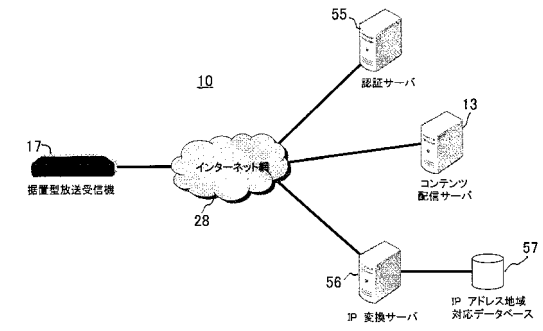 55
認証サーバ
10
13
コンテンツ
配信サーバ
17
据置型放送受信機
インターネット網
28
56
IP 変換サーバ
57
IP アドレス地域
対応データベース